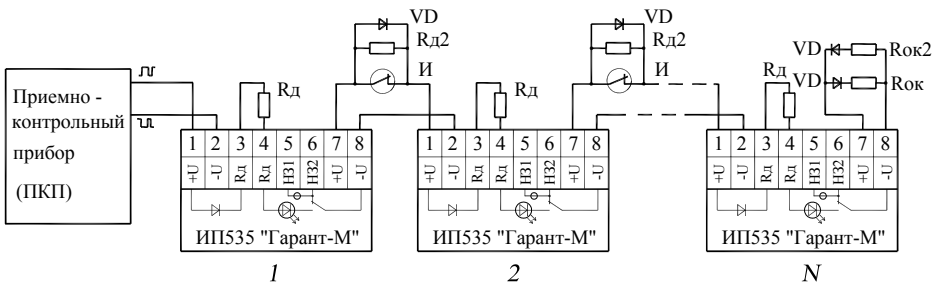 Приемно -
контрольный
прибор
(ПКП)
VD
Rд2
И
Rд
1 2 3 4 5 6 7 8
+U -U Rд Rд НЗ1 НЗ2 +U -U
ИП535 "Гарант-М"
1
VD
Rд2
И
Rд
1 2 3 4 5 6 7 8
+U -U Rд Rд НЗ1 НЗ2 +U -U
ИП535 "Гарант-М"
2
VD Rок2
VD Rок
Rд
1 2 3 4 5 6 7 8
+U -U Rд Rд НЗ1 НЗ2 +U -U
ИП535 "Гарант-М"
N